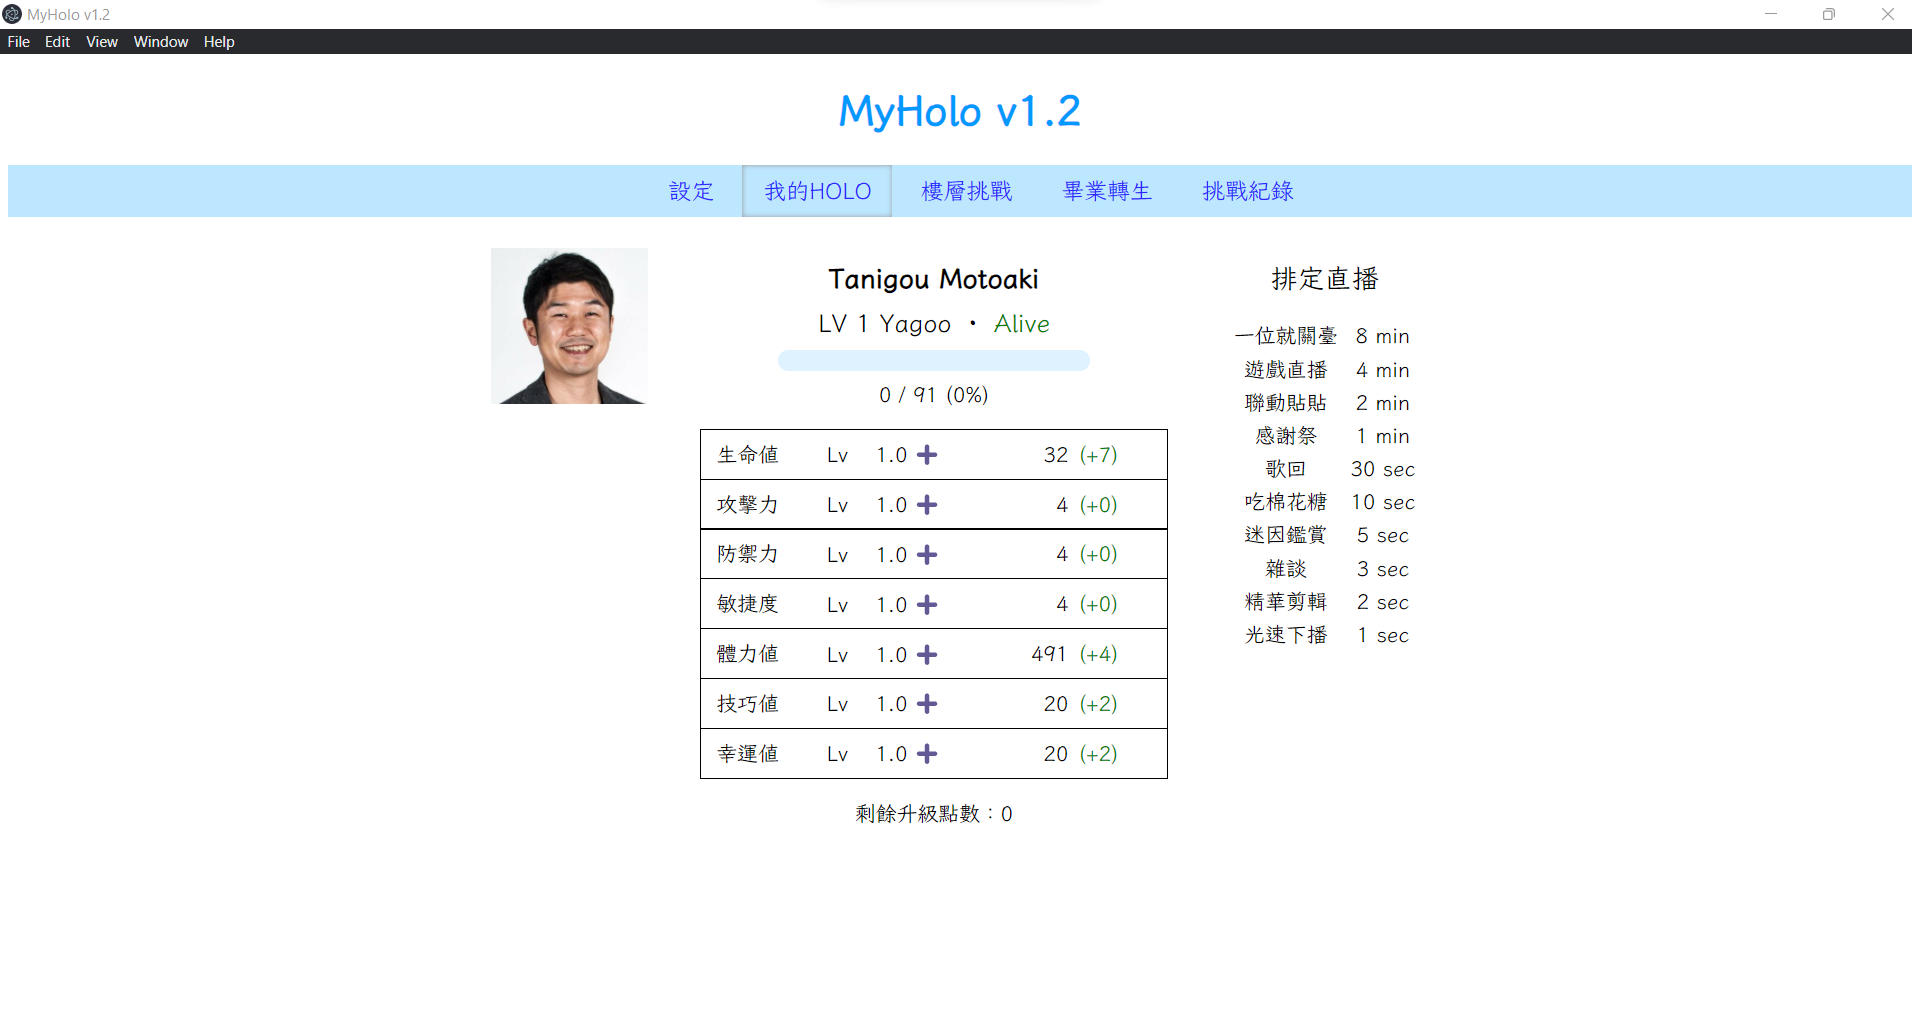 MyHolo v1.2
File Edit View Window Help
MyHolo v1.2
設定 我的HOLO 樓層挑戰 畢業轉生 挑戰紀錄
Tanigou Motoaki
LV 1 Yagoo ・ Alive
0 / 91 (0%)
生命值 Lv 1.0 + 32 (+7)
攻擊力 Lv 1.0 + 4 (+0)
防禦力 Lv 1.0 + 4 (+0)
敏捷度 Lv 1.0 + 4 (+0)
體力值 Lv 1.0 + 491 (+4)
技巧值 Lv 1.0 + 20 (+2)
幸運值 Lv 1.0 + 20 (+2)
剩餘升級點數：0
排定直播
一位就關臺 8 min
遊戲直播 4 min
聯動貼貼 2 min
感謝祭 1 min
歌回 30 sec
吃棉花糖 10 sec
迷因鑑賞 5 sec
雜談 3 sec
精華剪輯 2 sec
光速下播 1 sec